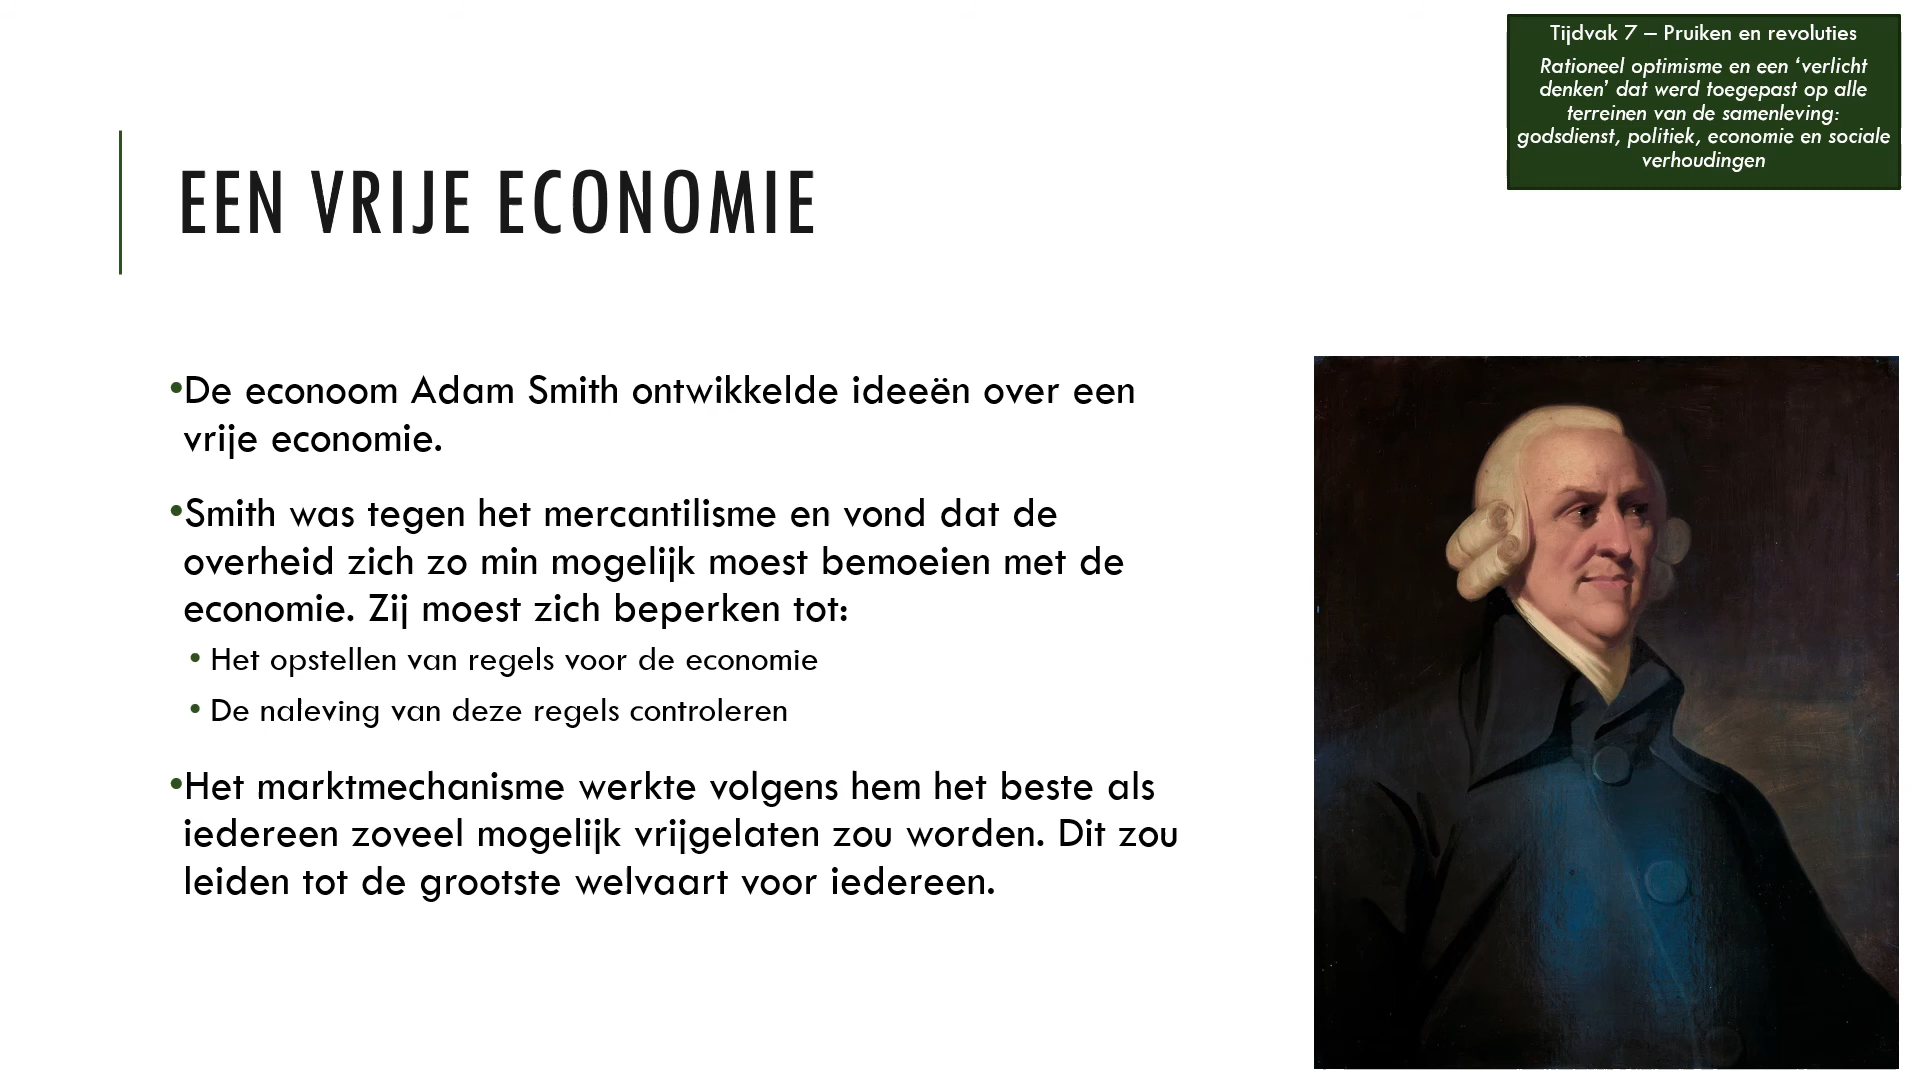 Tijdvak 7 – Pruiken en revoluties
Rationeel optimisme en een ‘verlicht
denken’ dat werd toegepast op alle
terreinen van de samenleving:
godsdienst, politiek, economie en sociale
verhoudingen
EEN VRIJE ECONOMIE
•De econoom Adam Smith ontwikkelde ideeën over een
vrije economie.
•Smith was tegen het mercantilisme en vond dat de
overheid zich zo min mogelijk moest bemoeien met de
economie. Zij moest zich beperken tot:
• Het opstellen van regels voor de economie
• De naleving van deze regels controleren
•Het marktmechanisme werkte volgens hem het beste als
iedereen zoveel mogelijk vrijgelaten zou worden. Dit zou
leiden tot de grootste welvaart voor iedereen.